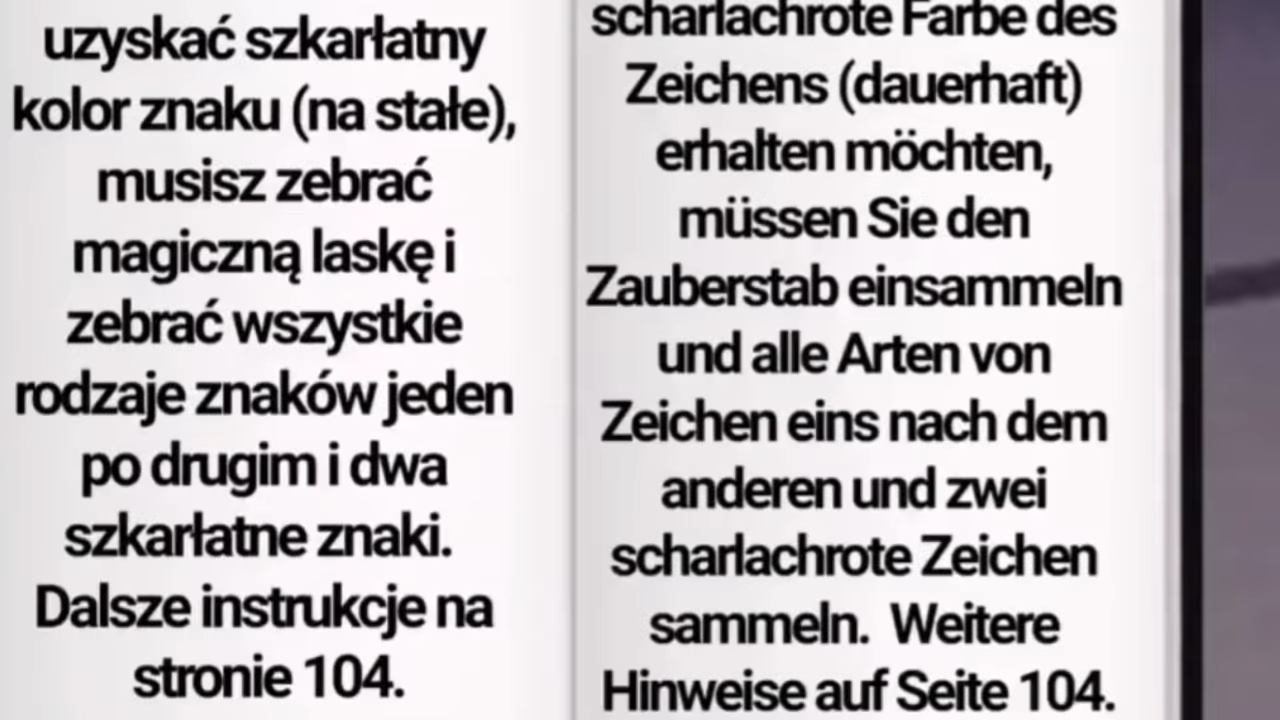 uzyskać szkarłatny
kolor znaku (na stałe),
musisz zebrać
magiczną laskę i
zebrać wszystkie
rodzaje znaków jeden
po drugim i dwa
szkarłatne znaki.
Dalsze instrukcje na
stronie 104.
scharlachrote Farbe des
Zeichens (dauerhaft)
erhalten möchten,
müssen Sie den
Zauberstab einsammeln
und alle Arten von
Zeichen eins nach dem
anderen und zwei
scharlachrote Zeichen
sammeln. Weitere
Hinweise auf Seite 104.